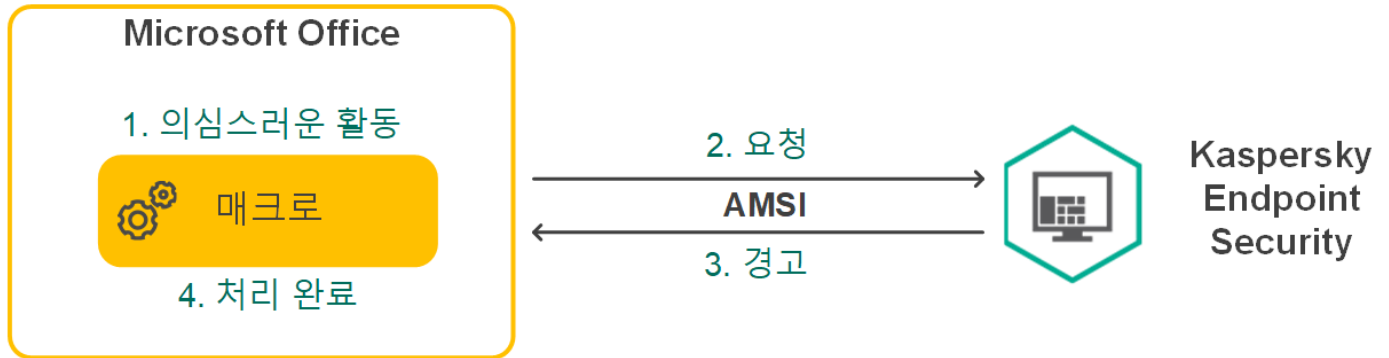 Microsoft Office
1. 의심스러운 활동
매크로
4. 처리 완료
2. 요청
AMSI
3. 경고
Kaspersky
Endpoint
Security